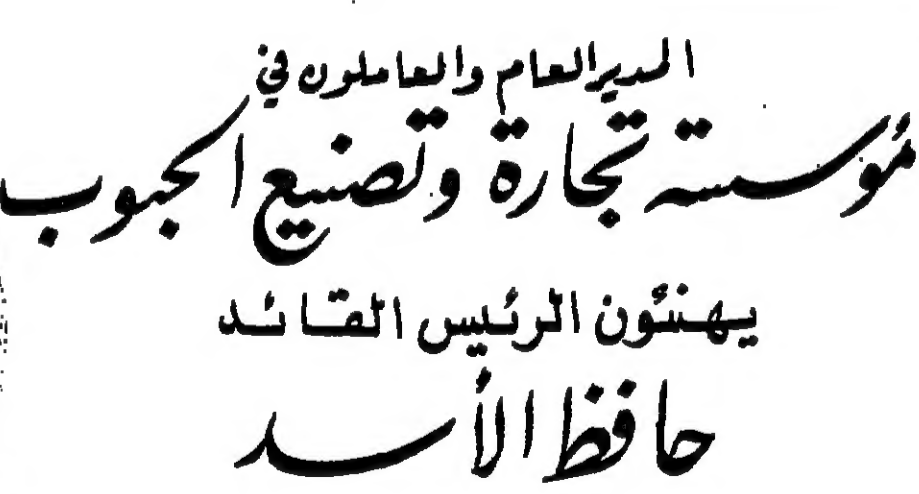 المدير العام والعاملون في
مؤسسة تجارة وتصنيع الحبوب
يهنئون الرئيس القائد
حافظ الأسد